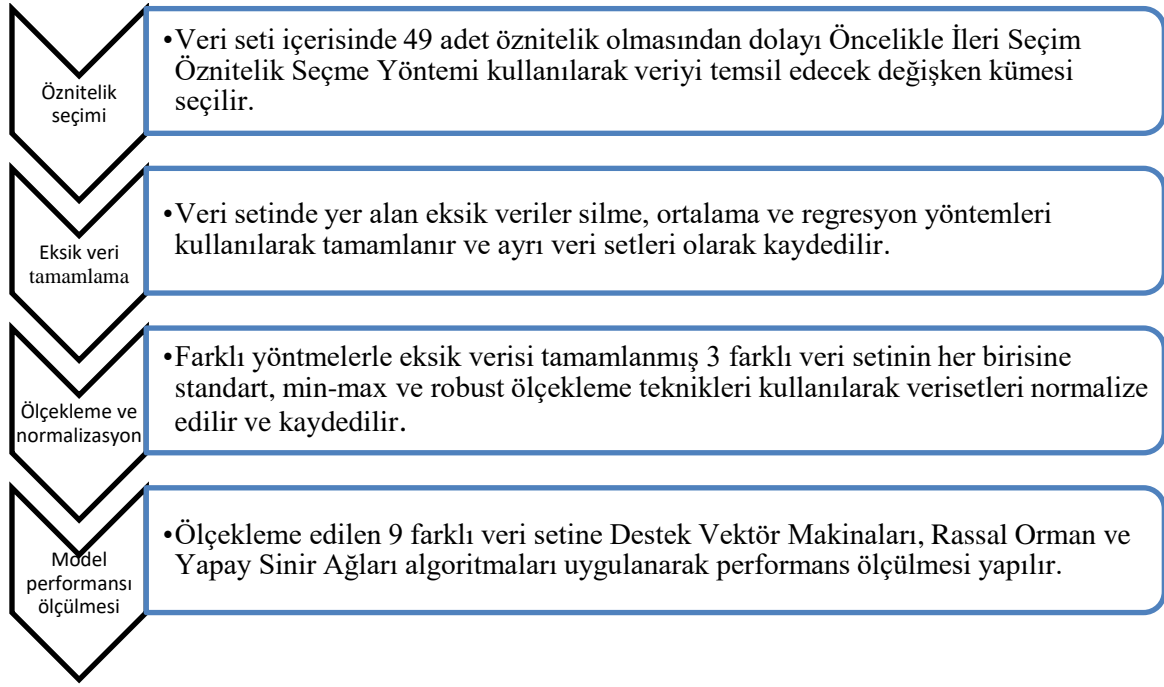 Öznitelik
seçimi
•Veri seti içerisinde 49 adet öznitelik olmasından dolayı Öncelikle İleri Seçim
Öznitelik Seçme Yöntemi kullanılarak veriyi temsil edecek değişken kümesi
seçilir.
Eksik veri
tamamlama
•Veri setinde yer alan eksik veriler silme, ortalama ve regresyon yöntemleri
kullanılarak tamamlanır ve ayrı veri setleri olarak kaydedilir.
Ölçekleme ve
normalizasyon
•Farklı yöntmelerle eksik verisi tamamlanmış 3 farklı veri setinin her birisine
standart, min-max ve robust ölçekleme teknikleri kullanılarak verisetleri normalize
edilir ve kaydedilir.
Model
performansı
ölçülmesi
•Ölçekleme edilen 9 farklı veri setine Destek Vektör Makinaları, Rassal Orman ve
Yapay Sinir Ağları algoritmaları uygulanarak performans ölçülmesi yapılır.